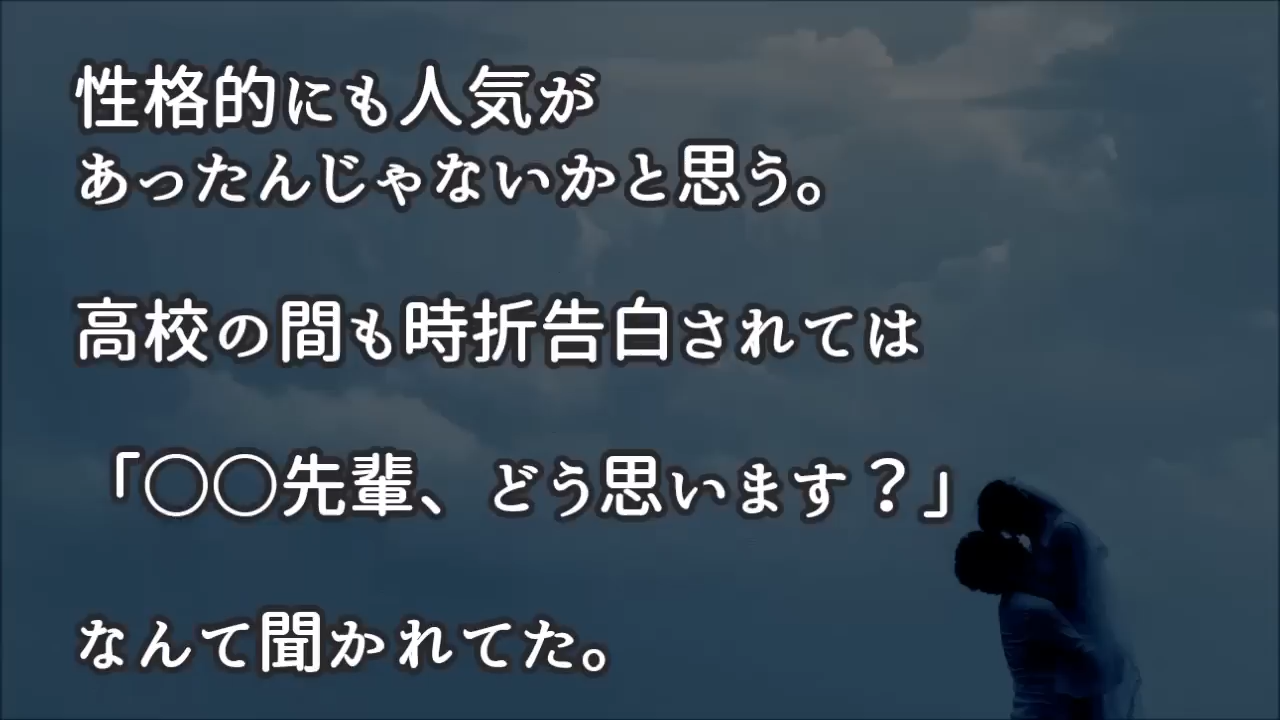 性格的にも人気が
あったんじゃないかと思う。
高校の間も時折告白されては
「○○先輩、どう思います？」
なんて聞かれてた。